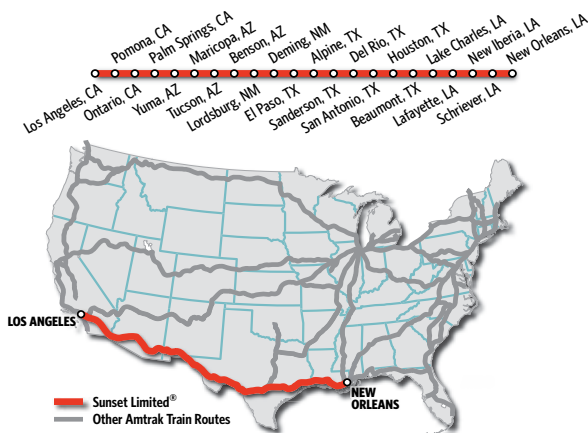 Pomona, CA
Palm Springs, CA
Maricopa, AZ
Benson, AZ
Deming, NM
Alpine, TX
Del Rio, TX
Houston, TX
Lake Charles, LA
New Iberia, LA
New Orleans, LA
Los Angeles, CA
Ontario, CA
Yuma, AZ
Tucson, AZ
Lordsburg, NM
El Paso, TX
Sanderson, TX
San Antonio, TX
Beaumont, TX
Lafayette, LA
Schriever, LA
LOS ANGELES
NEW
ORLEANS
Sunset Limited®
Other Amtrak Train Routes